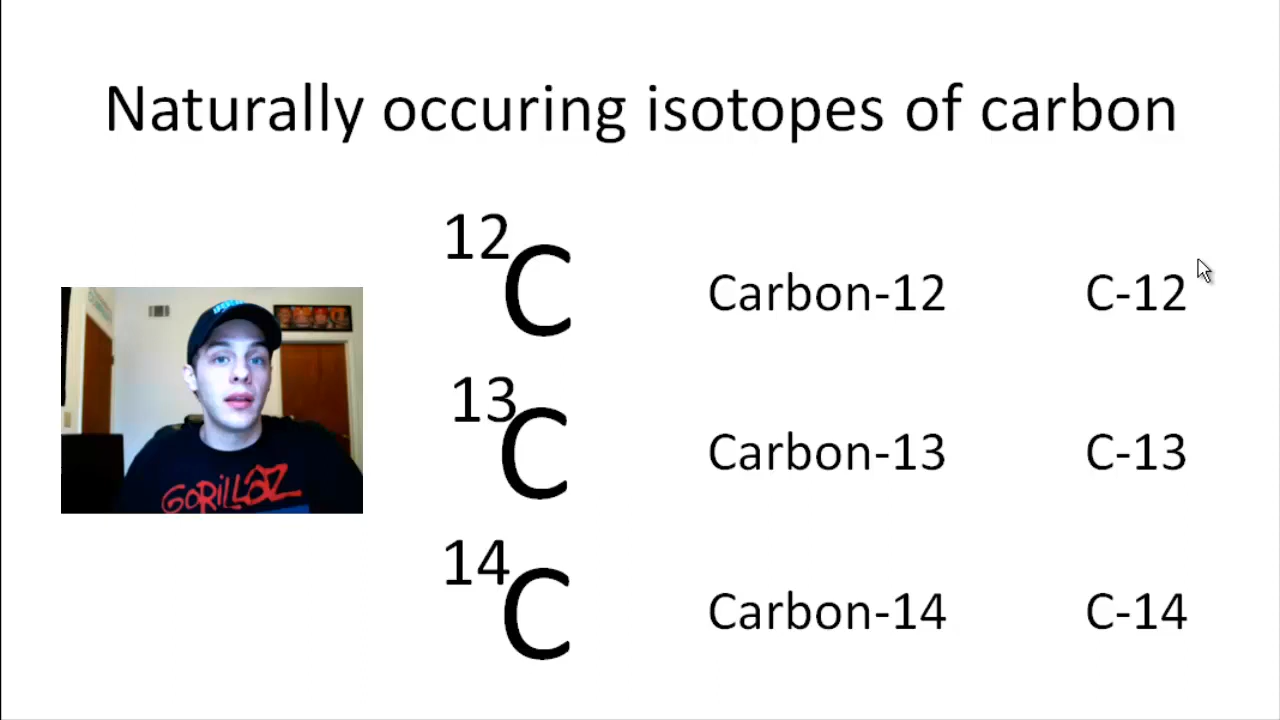 Naturally occuring isotopes of carbon
12C Carbon-12 C-12
13C Carbon-13 C-13
14C Carbon-14 C-14
GORILLAZ